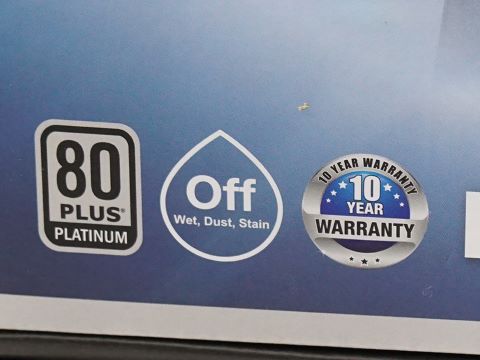 80
PLUS®
PLATINUM
Off
Wet, Dust, Stain
10 YEAR WARRANTY
10
YEAR
WARRANTY